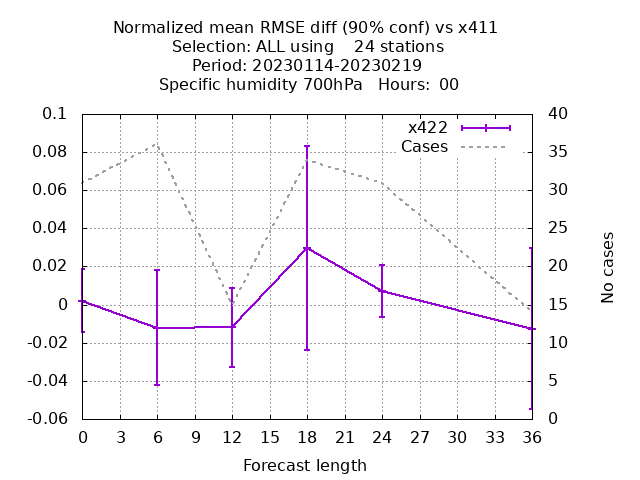 Normalized mean RMSE diff (90% conf) vs x411
Selection: ALL using    24 stations
Period: 20230114-20230219
Specific humidity 700hPa   Hours:  00
x422
Cases
0.1
0.08
0.06
0.04
0.02
0
-0.02
-0.04
-0.06
40
35
30
25
20
15
10
5
0
No cases
0 3 6 9 12 15 18 21 24 27 30 33 36
Forecast length